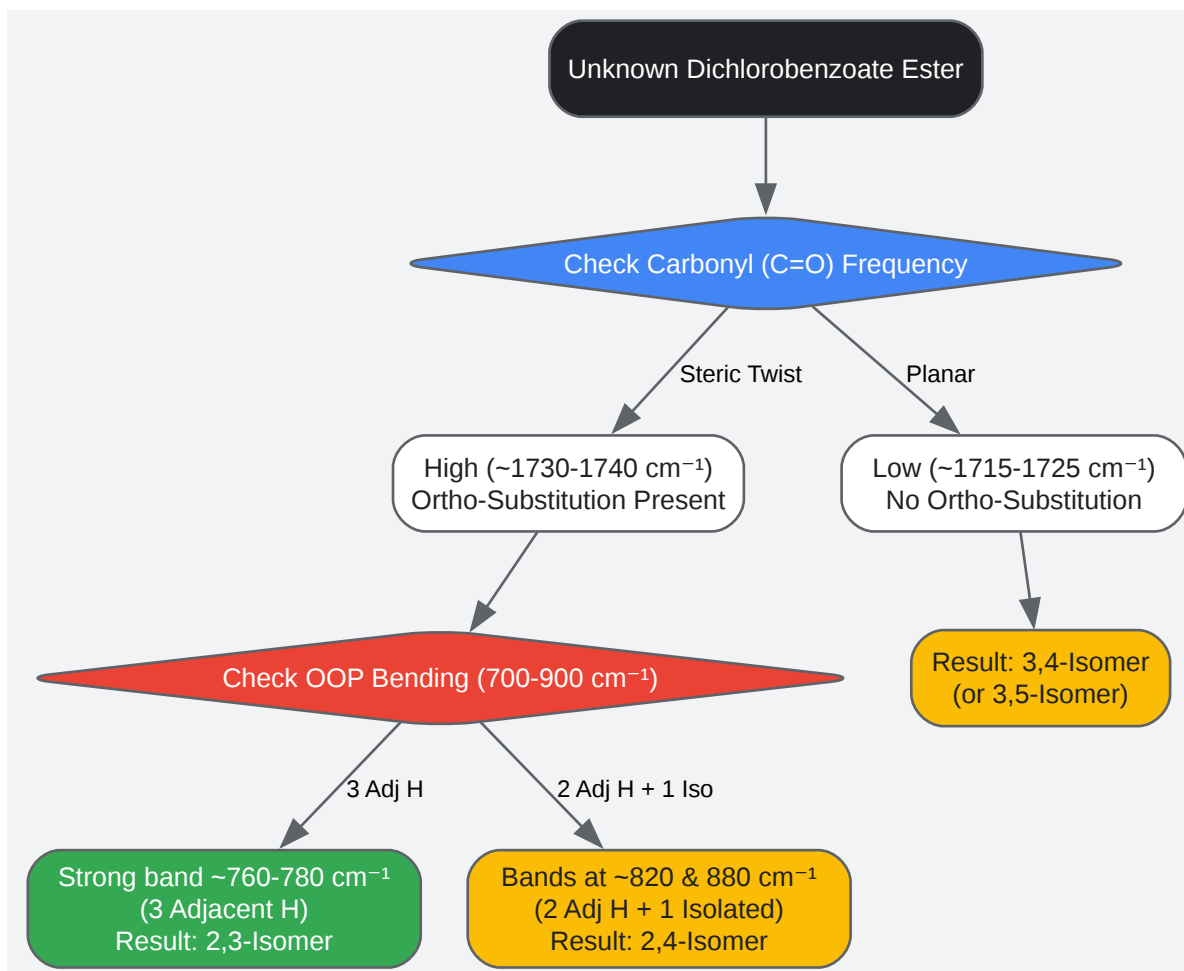 Unknown Dichlorobenzoate Ester
Check Carbonyl (C=O) Frequency
Steric Twist
Planar
High (~1730-1740 cm⁻¹)
Ortho-Substitution Present
Low (~1715-1725 cm⁻¹)
No Ortho-Substitution
Check OOP Bending (700-900 cm⁻¹)
Result: 3,4-Isomer
(or 3,5-Isomer)
3 Adj H
2 Adj H + 1 Iso
Strong band ~760-780 cm⁻¹
(3 Adjacent H)
Result: 2,3-Isomer
Bands at ~820 & 880 cm⁻¹
(2 Adj H + 1 Isolated)
Result: 2,4-Isomer